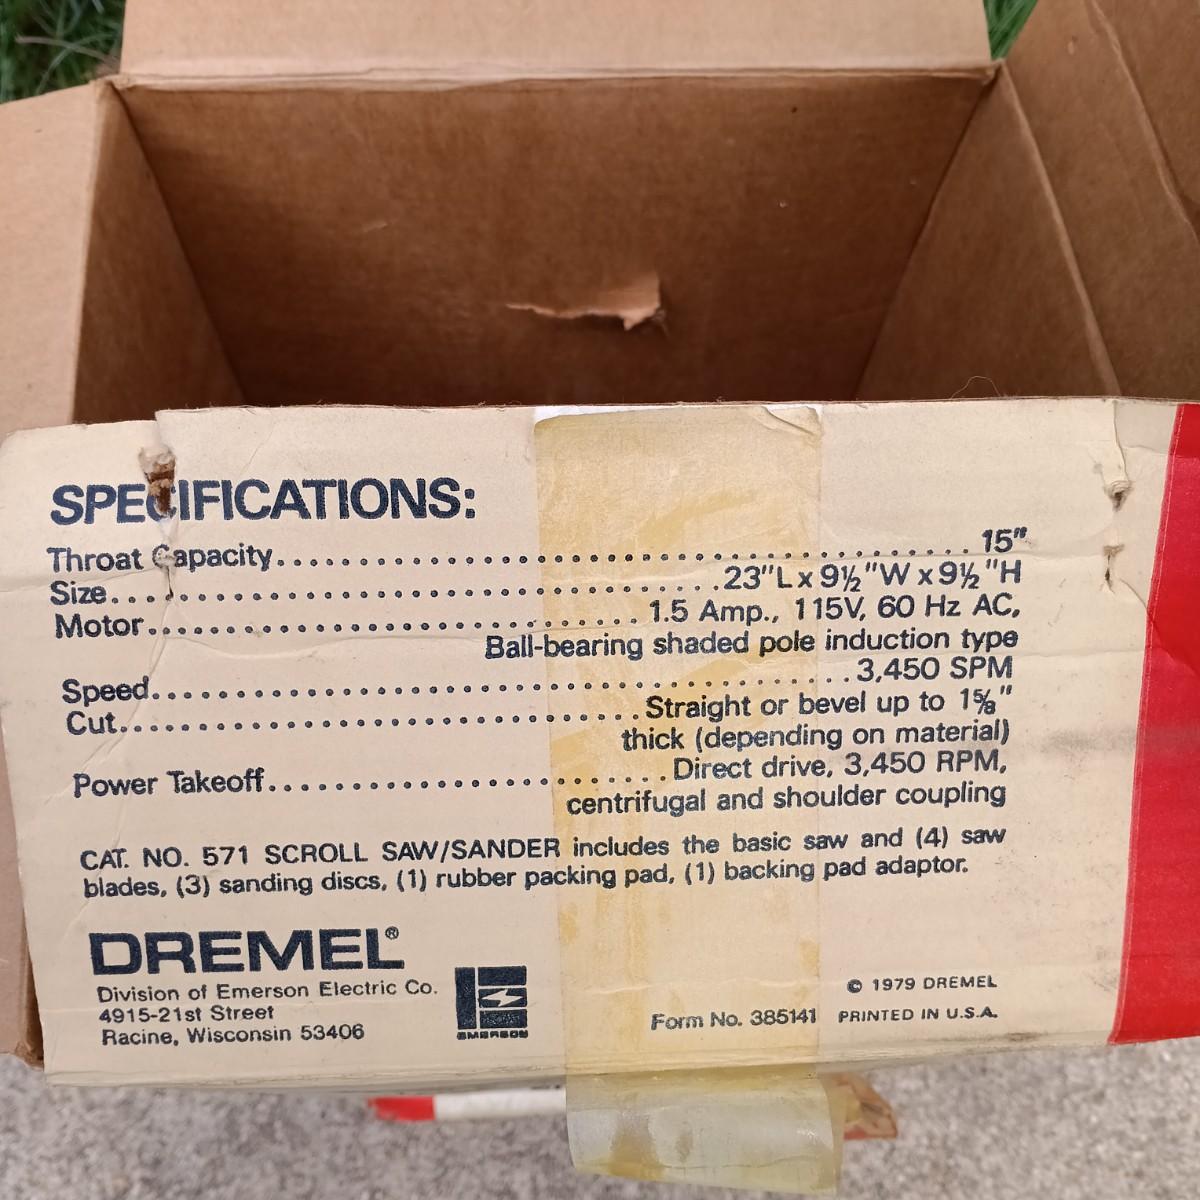 SPECIFICATIONS:
Throat Capacity........................................15"
Size........................................23"L x 9½"W x 9½"H
Motor..............................1.5 Amp., 115V, 60 Hz AC,
Ball-bearing shaded pole induction type
Speed........................................3,450 SPM
Cut..............................Straight or bevel up to 1⅝"
thick (depending on material)
Power Takeoff........................Direct drive, 3,450 RPM,
centrifugal and shoulder coupling
CAT. NO. 571 SCROLL SAW/SANDER includes the basic saw and (4) saw
blades, (3) sanding discs, (1) rubber packing pad, (1) backing pad adaptor.
DREMEL®
Division of Emerson Electric Co.
4915-21st Street
Racine, Wisconsin 53406
EMERSON
© 1979 DREMEL
Form No. 385141 PRINTED IN U.S.A.